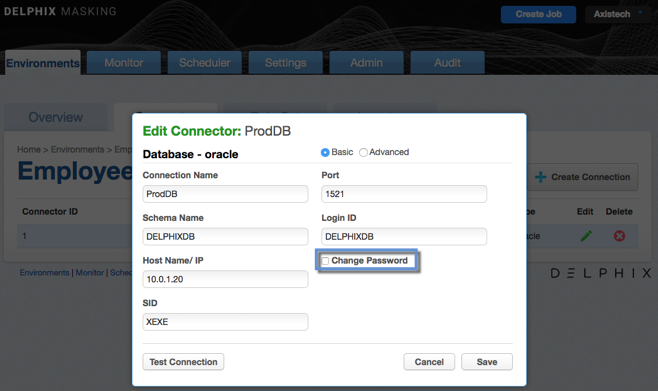 DELPHIX MASKING
Create Job
Axistech
Environments
Monitor
Scheduler
Settings
Admin
Audit
Overview
Home > Environments > Emp
Employee
Create Connection
Connector ID
Edit
Delete
1
Environments | Monitor | Sched
DELPHIX
Edit Connector: ProdDB
Database - oracle
Basic
Advanced
Connection Name
Port
ProdDB
1521
Schema Name
Login ID
DELPHIXDB
DELPHIXDB
Host Name/ IP
Change Password
10.0.1.20
SID
XEXE
Test Connection
Cancel
Save